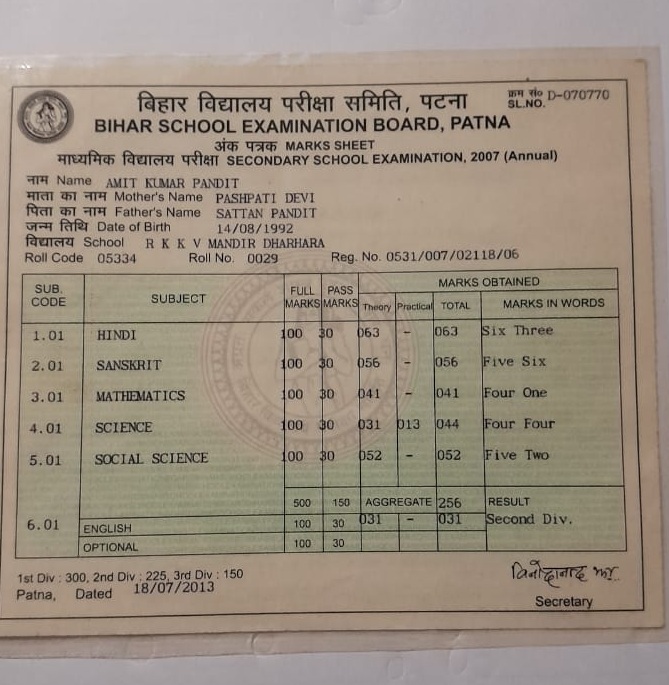 बिहार विद्यालय परीक्षा समिति, पटना
क्रम सं० D-070770
SL.NO.
BIHAR SCHOOL EXAMINATION BOARD, PATNA
अंक पत्रक MARKS SHEET
माध्यमिक विद्यालय परीक्षा SECONDARY SCHOOL EXAMINATION, 2007 (Annual)
नाम Name AMIT KUMAR PANDIT
माता का नाम Mother's Name PASHPATI DEVI
पिता का नाम Father's Name SATTAN PANDIT
जन्म तिथि Date of Birth 14/08/1992
विद्यालय School R K K V MANDIR DHARHARA
Roll Code 05334 Roll No. 0029 Reg. No. 0531/007/02118/06
SUB. CODE SUBJECT FULL MARKS PASS MARKS MARKS OBTAINED
Theory Practical TOTAL MARKS IN WORDS
1.01 HINDI 100 30 063 - 063 Six Three
2.01 SANSKRIT 100 30 056 - 056 Five Six
3.01 MATHEMATICS 100 30 041 - 041 Four One
4.01 SCIENCE 100 30 031 013 044 Four Four
5.01 SOCIAL SCIENCE 100 30 052 - 052 Five Two
500 150 AGGREGATE 256 RESULT
6.01 ENGLISH 100 30 031 - 031 Second Div.
OPTIONAL 100 30
1st Div : 300, 2nd Div : 225, 3rd Div : 150
Patna, Dated 18/07/2013
Secretary